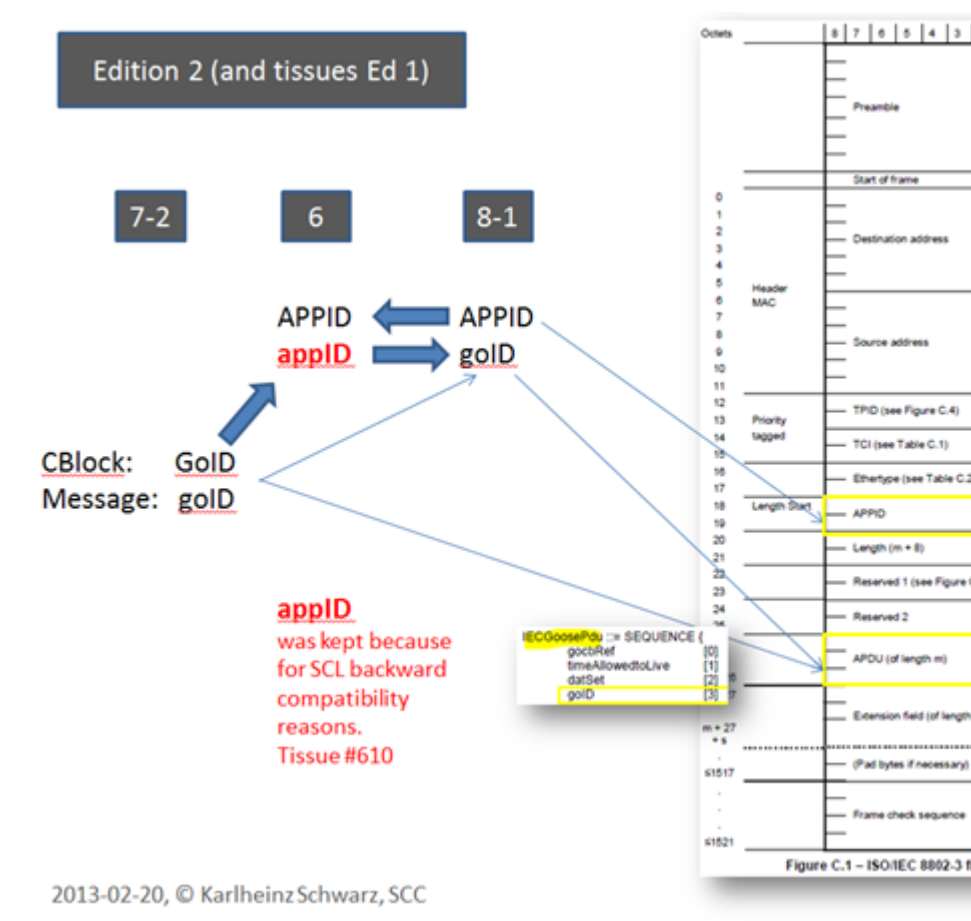 Edition 2 (and tissues Ed 1)
7-2
6
8-1
APPID
APPID
appID
goID
CBlock: GoID
Message: goID
appID
was kept because
for SCL backward
compatibility
reasons.
Tissue #610
IECGoosePdu ::= SEQUENCE {
gocbRef [0]
timeAllowedtoLive [1]
datSet [2]
goID [3]
Octets
8 7 6 5 4 3
Preamble
Start of frame
0
1
2
Destination address
3
4
5
Header
6
MAC
7
8
Source address
9
10
11
12
TPID (see Figure C.4)
13
Priority
14
tagged
TCI (see Table C.1)
15
16
Ethertype (see Table C.2
17
18
Length Start
APPID
19
20
Length (m + 8)
21
22
Reserved 1 (see Figure
23
24
Reserved 2
APDU (of length m)
Extension field (of length
m + 27
+ s
(Pad bytes if necessary)
≤1517
Frame check sequence
≤1521
Figure C.1 – ISO/IEC 8802-3
2013-02-20, © Karlheinz Schwarz, SCC